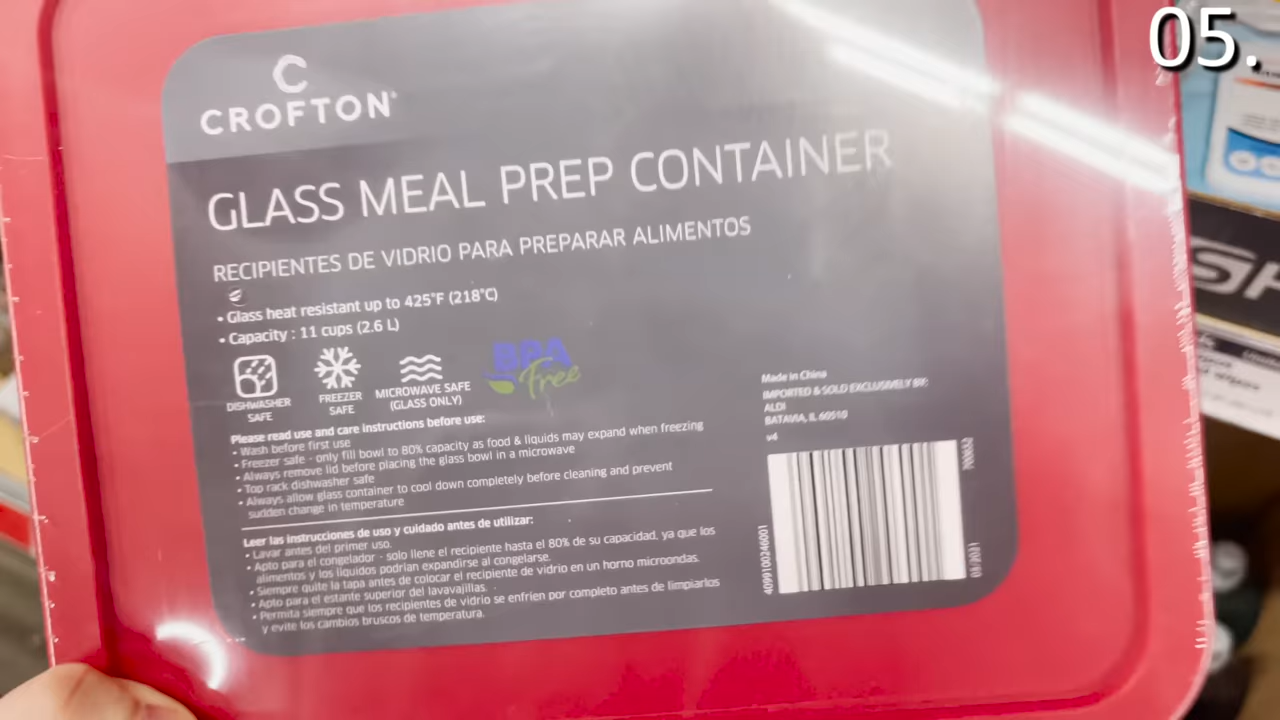 05.
C
CROFTON®
GLASS MEAL PREP CONTAINER
RECIPIENTES DE VIDRIO PARA PREPARAR ALIMENTOS
• Glass heat resistant up to 425°F (218°C)
• Capacity : 11 cups (2.6 L)
DISHWASHER
SAFE
FREEZER
SAFE
MICROWAVE SAFE
(GLASS ONLY)
BPA
Free
Please read use and care instructions before use:
• Wash before first use
• Freezer safe - only fill bowl to 80% capacity as food & liquids may expand when freezing
• Always remove lid before placing the glass bowl in a microwave
• Top rack dishwasher safe
• Always allow glass container to cool down completely before cleaning and prevent
sudden change in temperature
Leer las instrucciones de uso y cuidado antes de utilizar:
• Lavar antes del primer uso.
• Apto para el congelador - solo llene el recipiente hasta el 80% de su capacidad, ya que los
alimentos y los líquidos podrían expandirse al congelarse.
• Siempre quite la tapa antes de colocar el recipiente de vidrio en un horno microondas.
• Apto para el estante superior del lavavajillas.
• Permita siempre que los recipientes de vidrio se enfríen por completo antes de limpiarlos
y evite los cambios bruscos de temperatura.
Made in China
IMPORTED & SOLD EXCLUSIVELY BY:
ALDI
BATAVIA, IL 60510
v4
4099100246001